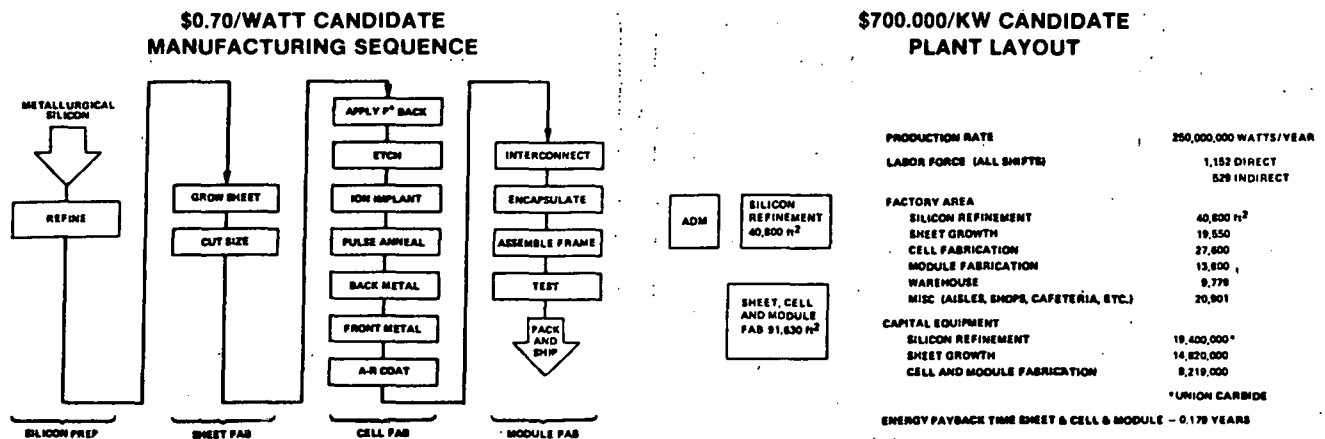 $0.70/WATT CANDIDATE
MANUFACTURING SEQUENCE
METALLURGICAL
SILICON
REFINE
SILICON PREP
GROW SHEET
CUT SIZE
SHEET FAB
APPLY P+ BACK
ETCH
ION IMPLANT
PULSE ANNEAL
BACK METAL
FRONT METAL
A-R COAT
CELL FAB
INTERCONNECT
ENCAPSULATE
ASSEMBLE FRAME
TEST
PACK
AND
SHIP
MODULE FAB
$700.000/KW CANDIDATE
PLANT LAYOUT
ADM
SILICON
REFINEMENT
40,800 ft²
SHEET, CELL
AND MODULE
FAB 91,630 ft²
PRODUCTION RATE 250,000,000 WATTS/YEAR
LABOR FORCE (ALL SHIFTS) 1,152 DIRECT
529 INDIRECT
FACTORY AREA
SILICON REFINEMENT 40,800 ft²
SHEET GROWTH 19,550
CELL FABRICATION 27,600
MODULE FABRICATION 13,800
WAREHOUSE 9,779
MISC (AISLES, SHOPS, CAFETERIA, ETC.) 20,901
CAPITAL EQUIPMENT
SILICON REFINEMENT 19,400,000*
SHEET GROWTH 14,820,000
CELL AND MODULE FABRICATION 8,219,000
*UNION CARBIDE
ENERGY PAYBACK TIME SHEET & CELL & MODULE – 0.179 YEARS